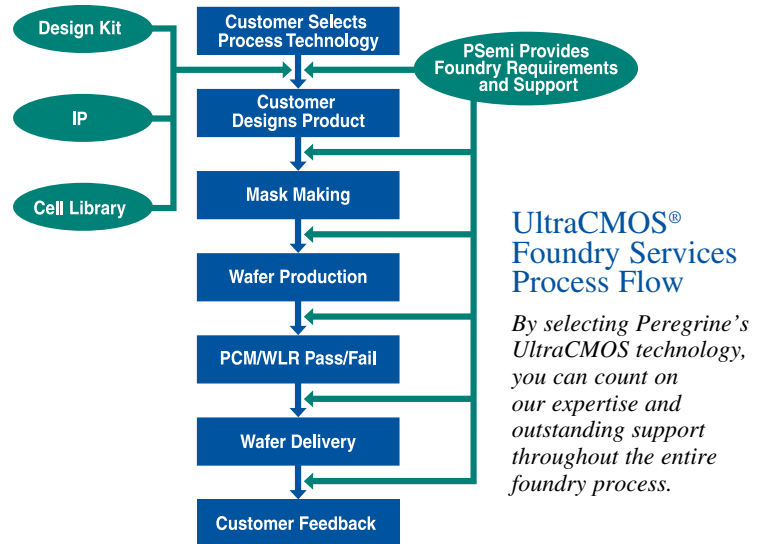 Design Kit
Customer Selects
Process Technology
PSemi Provides
Foundry Requirements
and Support
IP
Customer
Designs Product
Cell Library
Mask Making
Wafer Production
PCM/WLR Pass/Fail
Wafer Delivery
Customer Feedback
UltraCMOS®
Foundry Services
Process Flow
By selecting Peregrine's
UltraCMOS technology,
you can count on
our expertise and
outstanding support
throughout the entire
foundry process.